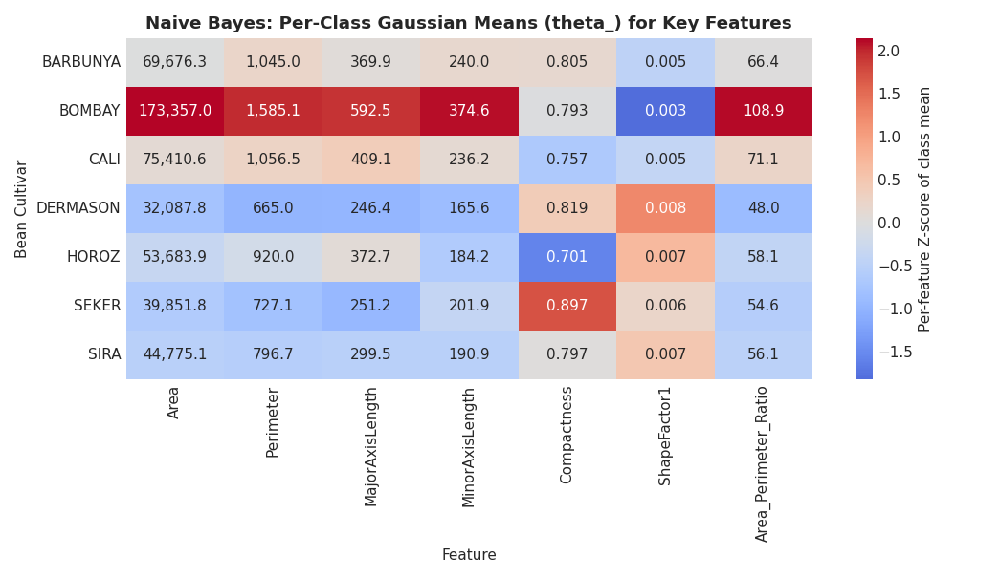 Naive Bayes: Per-Class Gaussian Means (theta_) for Key Features
Bean Cultivar
BARBUNYA 69,676.3 1,045.0 369.9 240.0 0.805 0.005 66.4
BOMBAY 173,357.0 1,585.1 592.5 374.6 0.793 0.003 108.9
CALI 75,410.6 1,056.5 409.1 236.2 0.757 0.005 71.1
DERMASON 32,087.8 665.0 246.4 165.6 0.819 0.008 48.0
HOROZ 53,683.9 920.0 372.7 184.2 0.701 0.007 58.1
SEKER 39,851.8 727.1 251.2 201.9 0.897 0.006 54.6
SIRA 44,775.1 796.7 299.5 190.9 0.797 0.007 56.1
Area
Perimeter
MajorAxisLength
MinorAxisLength
Compactness
ShapeFactor1
Area_Perimeter_Ratio
Feature
2.0
1.5
1.0
0.5
0.0
−0.5
−1.0
−1.5
Per-feature Z-score of class mean